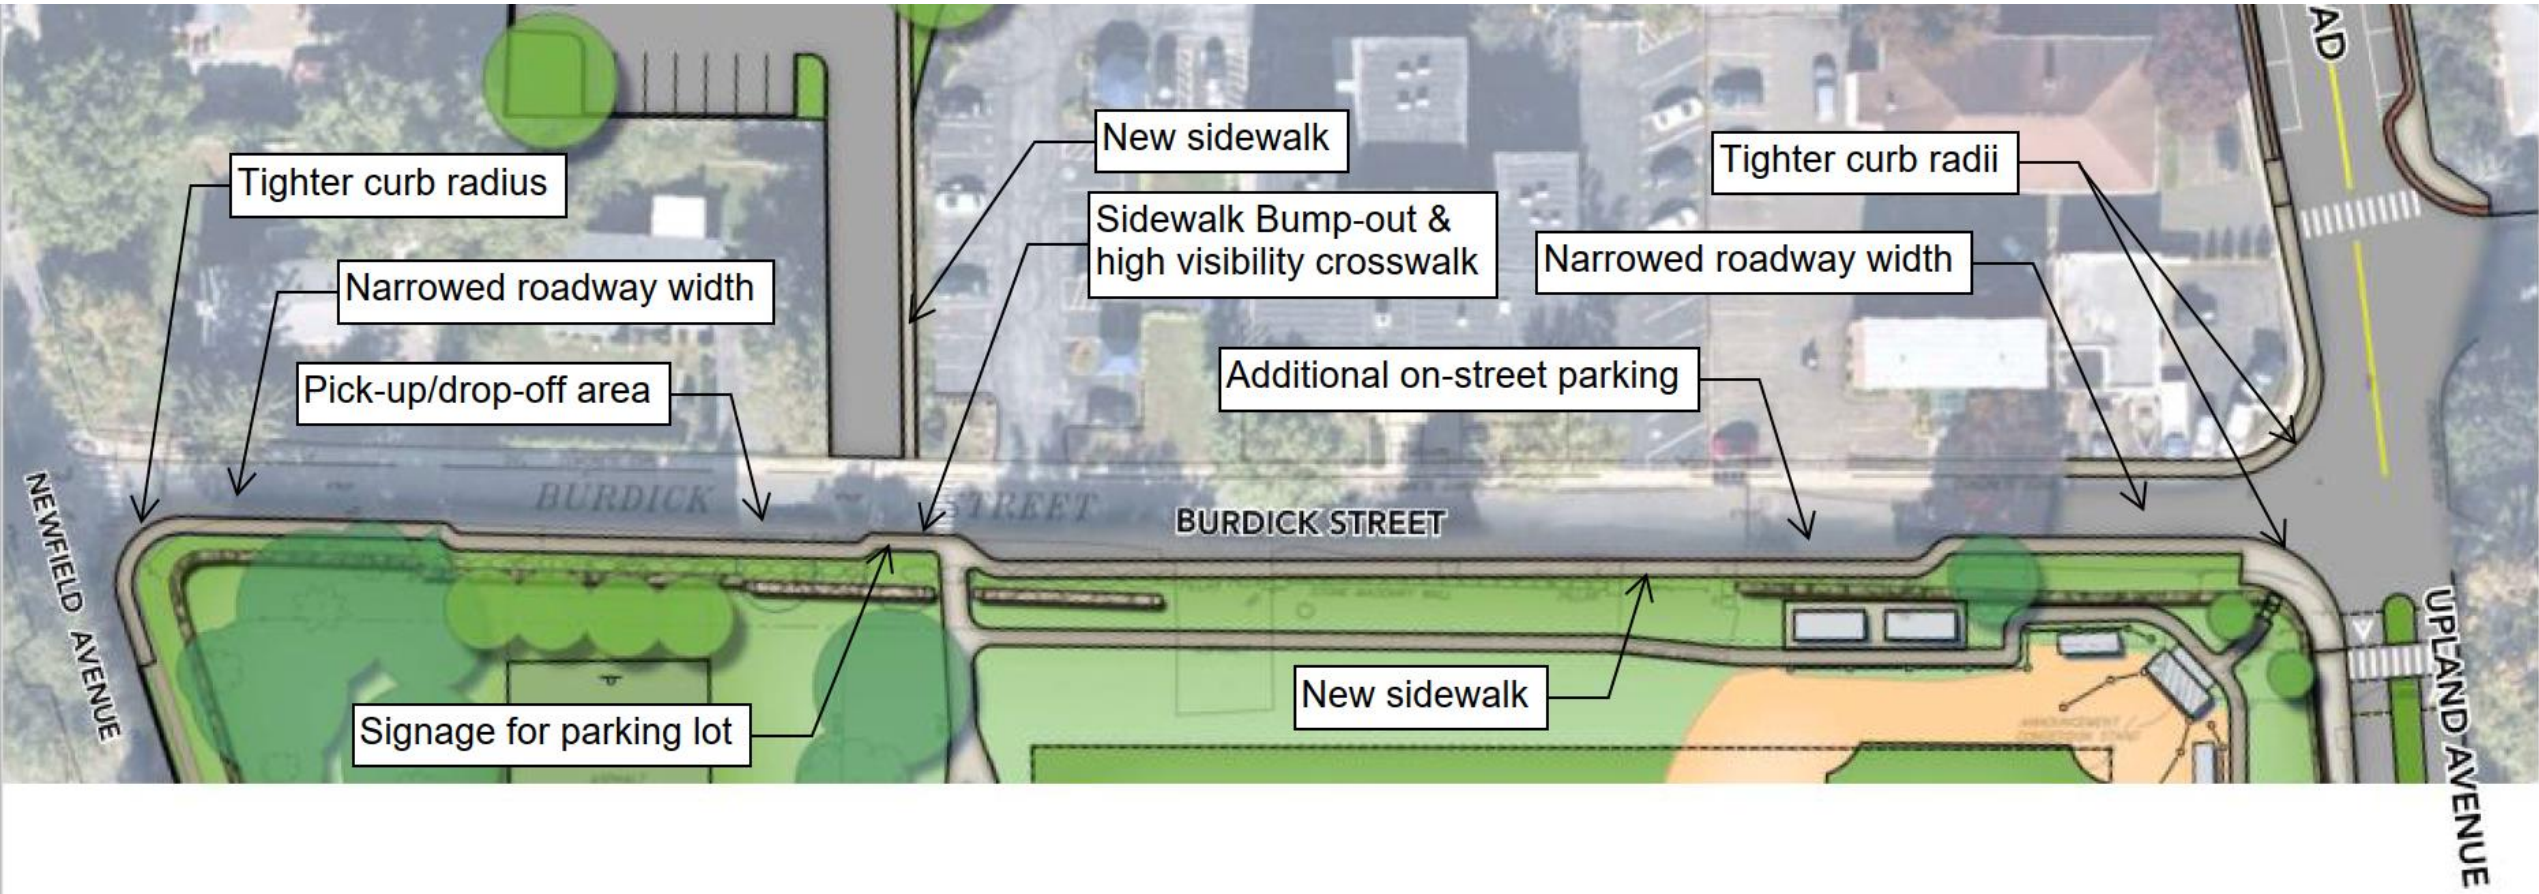 AD
New sidewalk
Tighter curb radii
Tighter curb radius
Sidewalk Bump-out &
high visibility crosswalk
Narrowed roadway width
Narrowed roadway width
Additional on-street parking
Pick-up/drop-off area
BURDICK STREET
BURDICK STREET
NEWFIELD AVENUE
UPLAND AVENUE
New sidewalk
Signage for parking lot